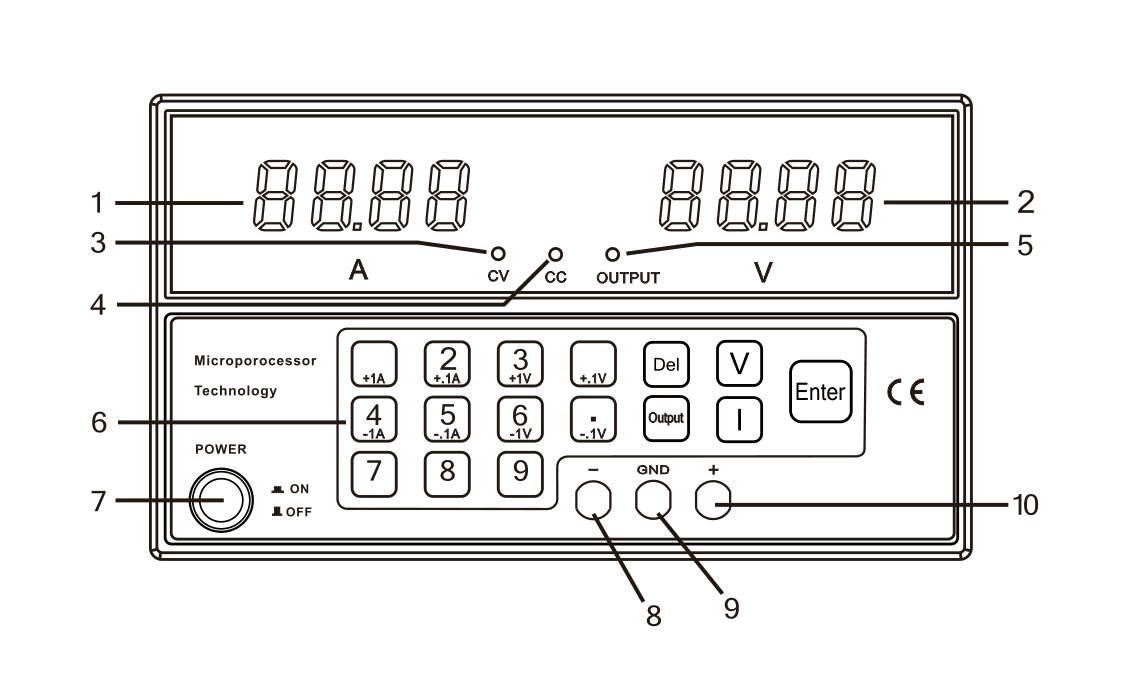 88.88 88.88
1
2
3
5
4
A
CV
CC
OUTPUT
V
Microporocessor
Technology
+1A
2
+.1A
3
+1V
+.1V
Del
V
Enter
CE
6
4
-1A
5
-.1A
6
-1V
.
-.1V
Output
I
POWER
7
8
9
7
ON
OFF
−
GND
+
10
8
9